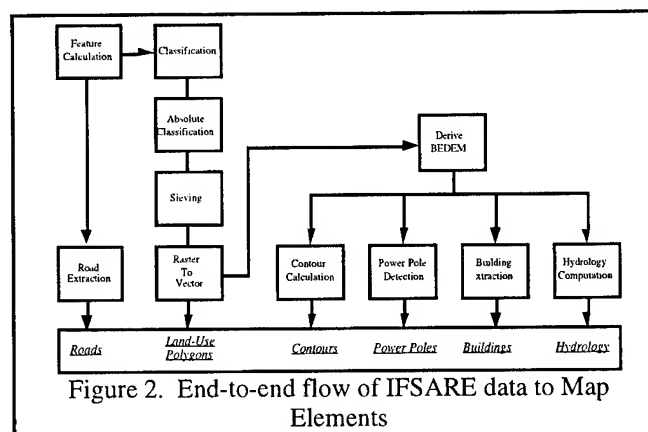 Feature
Calculation
Classification
Absolute
Classification
Sieving
Derive
BEDEM
Road
Extraction
Raster
To
Vector
Contour
Calculation
Power Pole
Detection
Building
Extraction
Hydrology
Computation
Roads
Land-Use
Polygons
Contours
Power Poles
Buildings
Hydrology
Figure 2. End-to-end flow of IFSARE data to Map
Elements